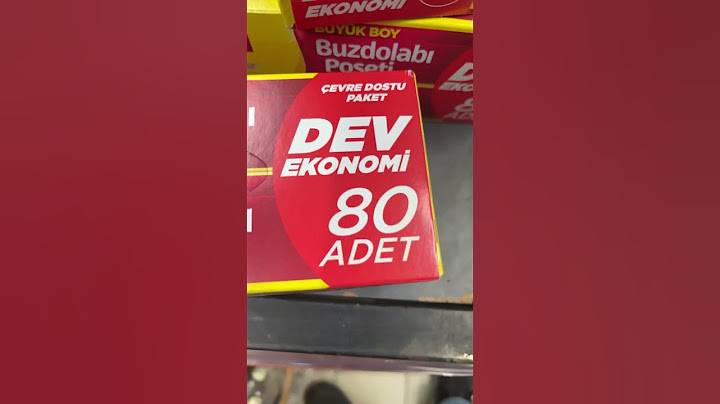 EKONOMİ
BÜYÜK BOY
Buzdolabı
Poşeti
ÇEVRE DOSTU
PAKET
DEV
EKONOMİ
80
ADET